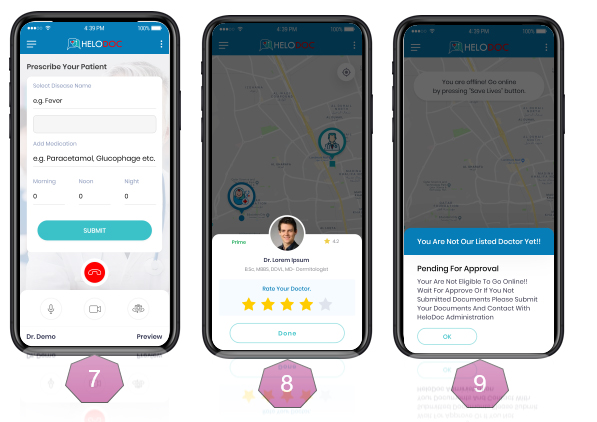 4:39 PM
100%
HELODOC
Prescribe Your Patient
Select Disease Name
e.g. Fever
Add Medication
e.g. Paracetamol, Glucophage etc.
Morning Noon Night
0 0 0
SUBMIT
Dr. Demo Preview
7
4:39 PM
100%
HELODOC
Prime
4.2
Dr. Lorem Ipsum
B.Sc, MBBS, DDVL, MD- Dermatologist
Rate Your Doctor.
Done
8
4:39 PM
100%
HELODOC
You are offline! Go online
by pressing "Save Lives" button.
You Are Not Our Listed Doctor Yet!!
Pending For Approval
Your Are Not Eligible To Go Online!!
Wait For Approve Or If You Not
Submitted Documents Please Submit
Your Documents And Contact With
HeloDoc Administration
OK
9